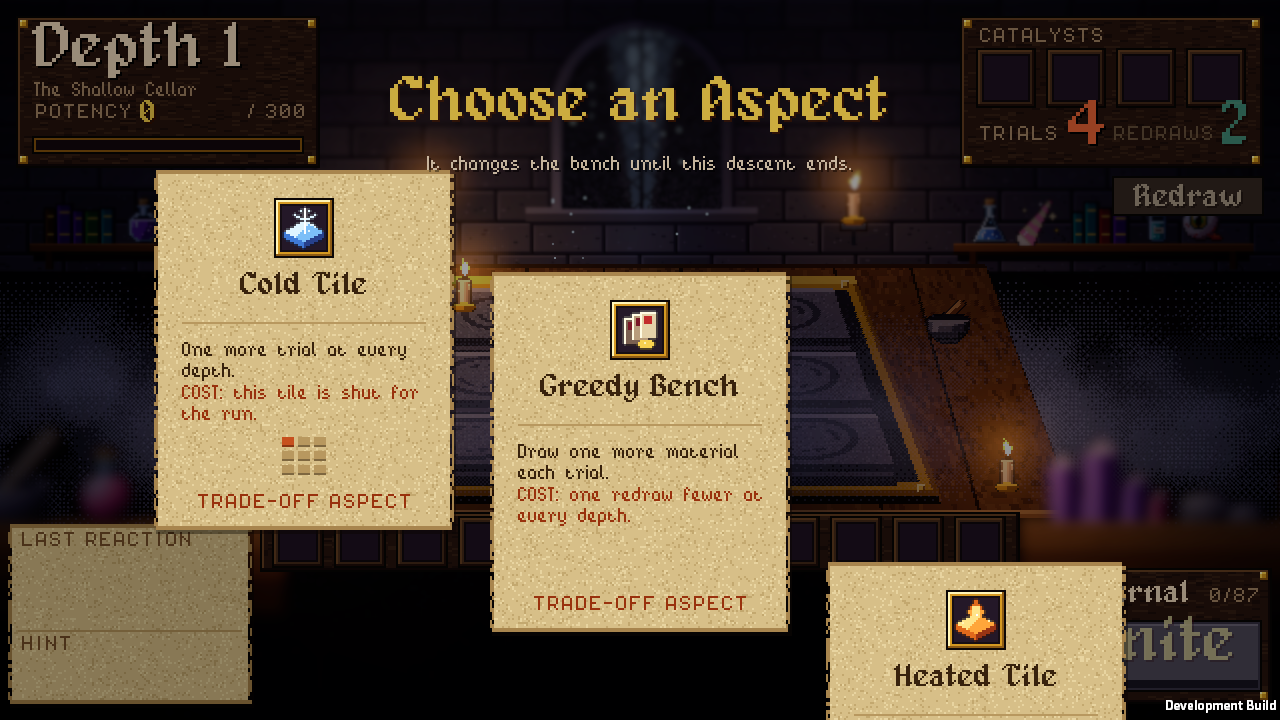 Depth 1
The Shallow Cellar
POTENCY 0 / 300
Choose an Aspect
It changes the bench until this descent ends.
CATALYSTS
TRIALS 4 REDRAWS 2
Redraw
Cold Tile
One more trial at every
depth.
COST: this tile is shut for
the run.
TRADE-OFF ASPECT
Greedy Bench
Draw one more material
each trial.
COST: one redraw fewer at
every depth.
TRADE-OFF ASPECT
Heated Tile
LAST REACTION
HINT
0/87
Development Build